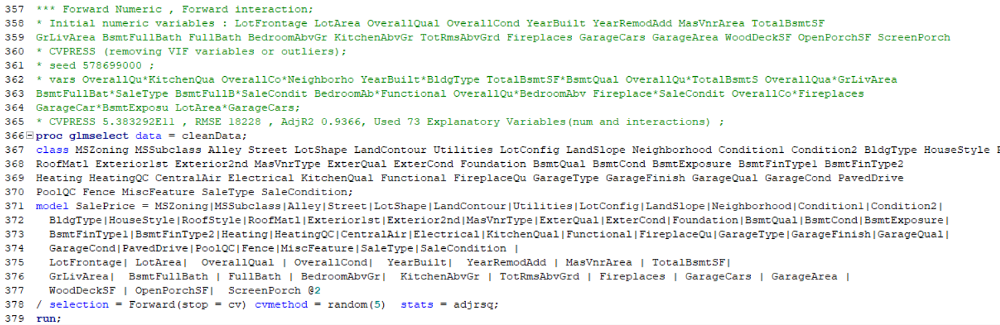 357 *** Forward Numeric , Forward interaction;
358 * Initial numeric variables : LotFrontage LotArea OverallQual OverallCond YearBuilt YearRemodAdd MasVnrArea TotalBsmtSF
359 GrLivArea BsmtFullBath FullBath BedroomAbvGr KitchenAbvGr TotRmsAbvGrd Fireplaces GarageCars GarageArea WoodDeckSF OpenPorchSF ScreenPorch
360 * CVPRESS (removing VIF variables or outliers);
361 * seed 578699000 ;
362 * vars OverallQu*KitchenQua OverallCo*Neighborho YearBuilt*BldgType TotalBsmtSF*BsmtQual OverallQu*TotalBsmtS OverallQua*GrLivArea
363 BsmtFullBat*SaleType BsmtFullB*SaleCondit BedroomAb*Functional OverallQu*BedroomAbv Fireplace*SaleCondit OverallCo*Fireplaces
364 GarageCar*BsmtExposu LotArea*GarageCars;
365 * CVPRESS 5.383292E11 , RMSE 18228 , AdjR2 0.9366, Used 73 Explanatory Variables(num and interactions) ;
366 proc glmselect data = cleanData;
367 class MSZoning MSSubclass Alley Street LotShape LandContour Utilities LotConfig LandSlope Neighborhood Condition1 Condition2 BldgType HouseStyle
368 RoofMatl Exterior1st Exterior2nd MasVnrType ExterQual ExterCond Foundation BsmtQual BsmtCond BsmtExposure BsmtFinType1 BsmtFinType2
369 Heating HeatingQC CentralAir Electrical KitchenQual Functional FireplaceQu GarageType GarageFinish GarageQual GarageCond PavedDrive
370 PoolQC Fence MiscFeature SaleType SaleCondition;
371 model SalePrice = MSZoning|MSSubclass|Alley|Street|LotShape|LandContour|Utilities|LotConfig|LandSlope|Neighborhood|Condition1|Condition2|
372 BldgType|HouseStyle|RoofStyle|RoofMatl|Exterior1st|Exterior2nd|MasVnrType|ExterQual|ExterCond|Foundation|BsmtQual|BsmtCond|BsmtExposure|
373 BsmtFinType1|BsmtFinType2|Heating|HeatingQC|CentralAir|Electrical|KitchenQual|Functional|FireplaceQu|GarageType|GarageFinish|GarageQual|
374 GarageCond|PavedDrive|PoolQC|Fence|MiscFeature|SaleType|SaleCondition |
375 LotFrontage| LotArea| OverallQual | OverallCond| YearBuilt| YearRemodAdd | MasVnrArea | TotalBsmtSF|
376 GrLivArea| BsmtFullBath | FullBath | BedroomAbvGr| KitchenAbvGr | TotRmsAbvGrd | Fireplaces | GarageCars | GarageArea |
377 WoodDeckSF | OpenPorchSF| ScreenPorch @2
378 / selection = Forward(stop = cv) cvmethod = random(5) stats = adjrsq;
379 run;